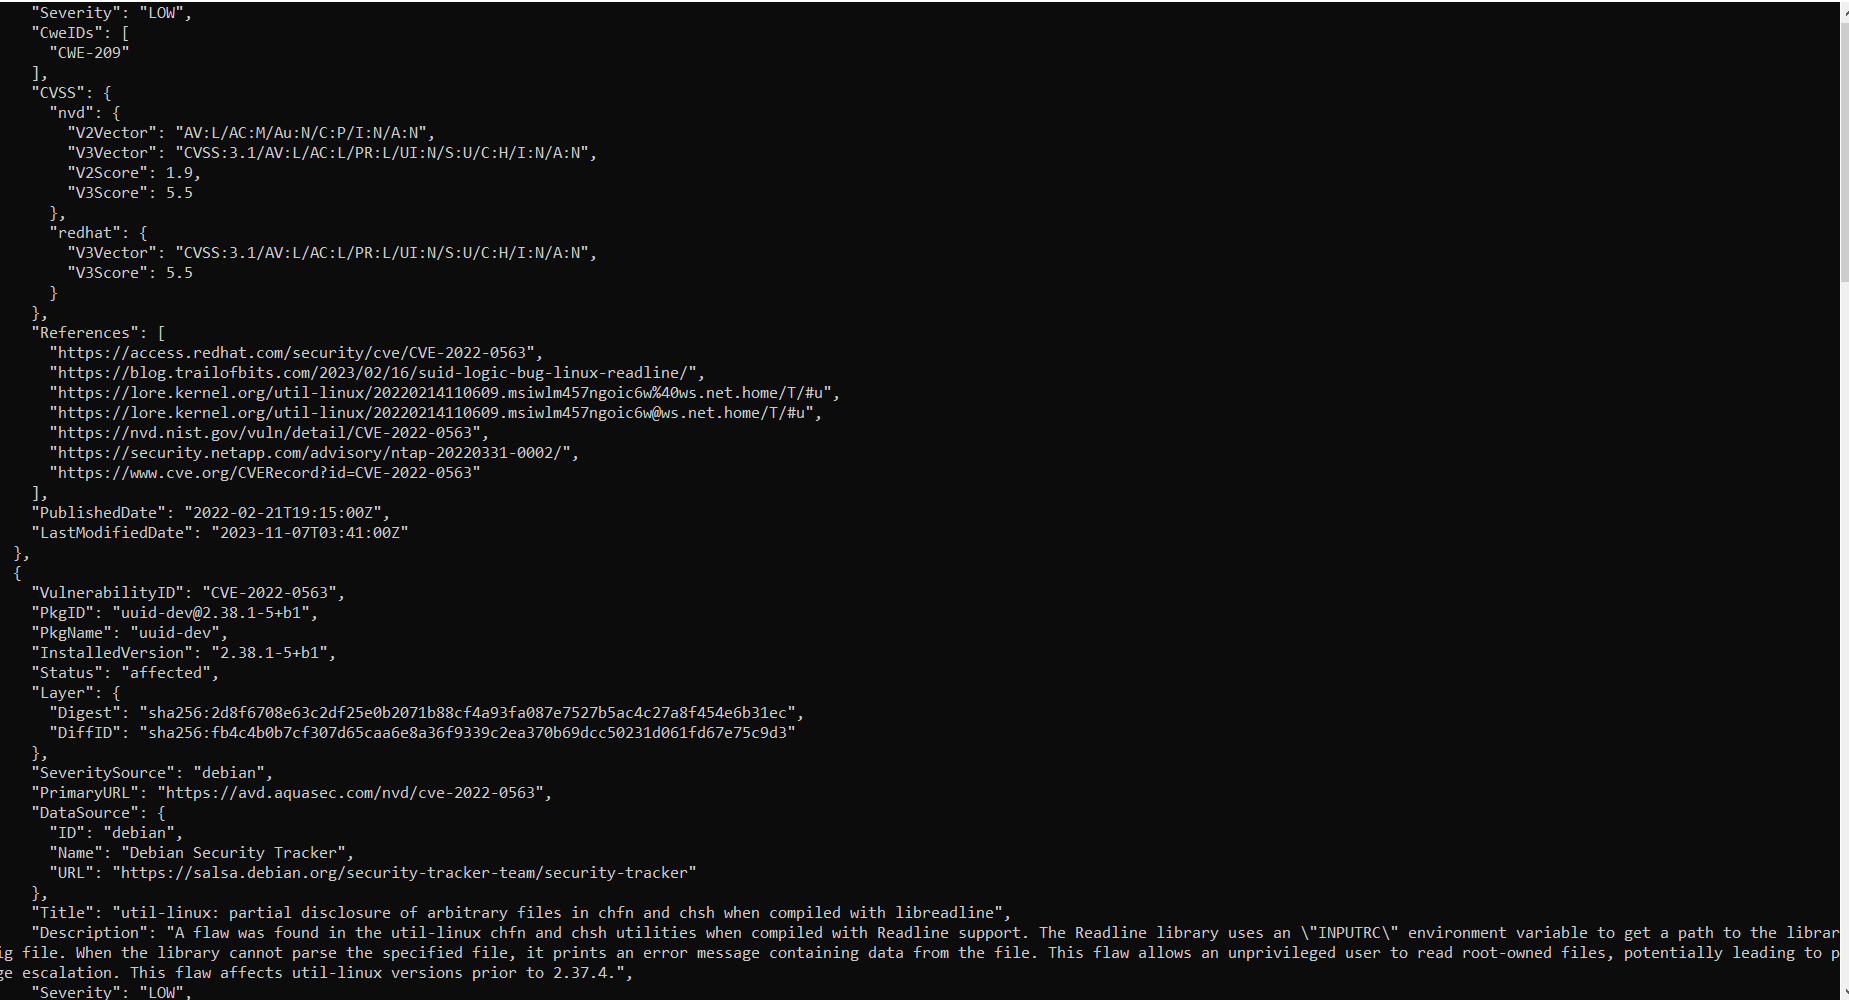 "Severity": "LOW",
"CweIDs": [
"CWE-209"
],
"CVSS": {
"nvd": {
"V2Vector": "AV:L/AC:M/Au:N/C:P/I:N/A:N",
"V3Vector": "CVSS:3.1/AV:L/AC:L/PR:L/UI:N/S:U/C:H/I:N/A:N",
"V2Score": 1.9,
"V3Score": 5.5
},
"redhat": {
"V3Vector": "CVSS:3.1/AV:L/AC:L/PR:L/UI:N/S:U/C:H/I:N/A:N",
"V3Score": 5.5
}
},
"References": [
"https://access.redhat.com/security/cve/CVE-2022-0563",
"https://blog.trailofbits.com/2023/02/16/suid-logic-bug-linux-readline/",
"https://lore.kernel.org/util-linux/20220214110609.msiwlm457ngoic6w%40ws.net.home/T/#u",
"https://lore.kernel.org/util-linux/20220214110609.msiwlm457ngoic6w@ws.net.home/T/#u",
"https://nvd.nist.gov/vuln/detail/CVE-2022-0563",
"https://security.netapp.com/advisory/ntap-20220331-0002/",
"https://www.cve.org/CVERecord?id=CVE-2022-0563"
],
"PublishedDate": "2022-02-21T19:15:00Z",
"LastModifiedDate": "2023-11-07T03:41:00Z"
},
{
"VulnerabilityID": "CVE-2022-0563",
"PkgID": "uuid-dev@2.38.1-5+b1",
"PkgName": "uuid-dev",
"InstalledVersion": "2.38.1-5+b1",
"Status": "affected",
"Layer": {
"Digest": "sha256:2d8f6708e63c2df25e0b2071b88cf4a93fa087e7527b5ac4c27a8f454e6b31ec",
"DiffID": "sha256:fb4c4b0b7cf307d65caa6e8a36f9339c2ea370b69dcc50231d061fd67e75c9d3"
},
"SeveritySource": "debian",
"PrimaryURL": "https://avd.aquasec.com/nvd/cve-2022-0563",
"DataSource": {
"ID": "debian",
"Name": "Debian Security Tracker",
"URL": "https://salsa.debian.org/security-tracker-team/security-tracker"
},
"Title": "util-linux: partial disclosure of arbitrary files in chfn and chsh when compiled with libreadline",
"Description": "A flaw was found in the util-linux chfn and chsh utilities when compiled with Readline support. The Readline library uses an \"INPUTRC\" environment variable to get a path to the librar
ig file. When the library cannot parse the specified file, it prints an error message containing data from the file. This flaw allows an unprivileged user to read root-owned files, potentially leading to p
ge escalation. This flaw affects util-linux versions prior to 2.37.4.",
"Severity": "LOW",